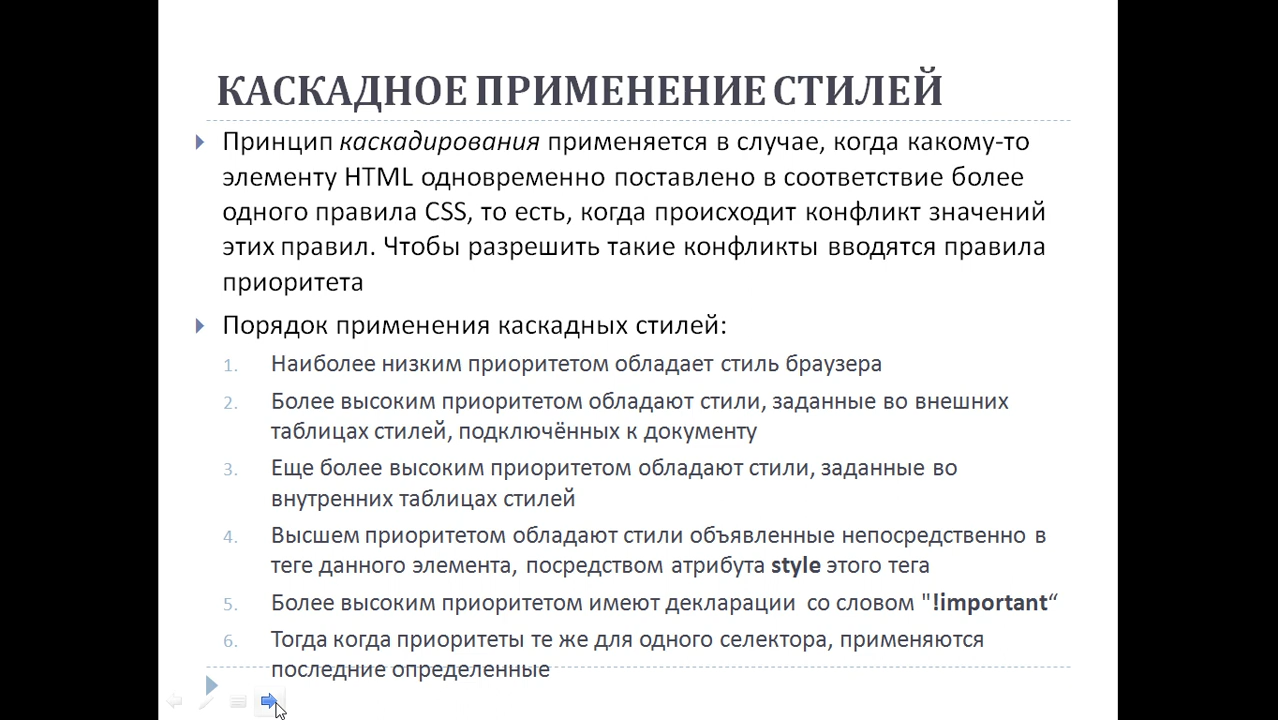 КАСКАДНОЕ ПРИМЕНЕНИЕ СТИЛЕЙ
Принцип каскадирования применяется в случае, когда какому-то
элементу HTML одновременно поставлено в соответствие более
одного правила CSS, то есть, когда происходит конфликт значений
этих правил. Чтобы разрешить такие конфликты вводятся правила
приоритета
Порядок применения каскадных стилей:
1. Наиболее низким приоритетом обладает стиль браузера
2. Более высоким приоритетом обладают стили, заданные во внешних
таблицах стилей, подключённых к документу
3. Еще более высоким приоритетом обладают стили, заданные во
внутренних таблицах стилей
4. Высшем приоритетом обладают стили объявленные непосредственно в
теге данного элемента, посредством атрибута style этого тега
5. Более высоким приоритетом имеют декларации со словом "!important“
6. Тогда когда приоритеты те же для одного селектора, применяются
последние определенные